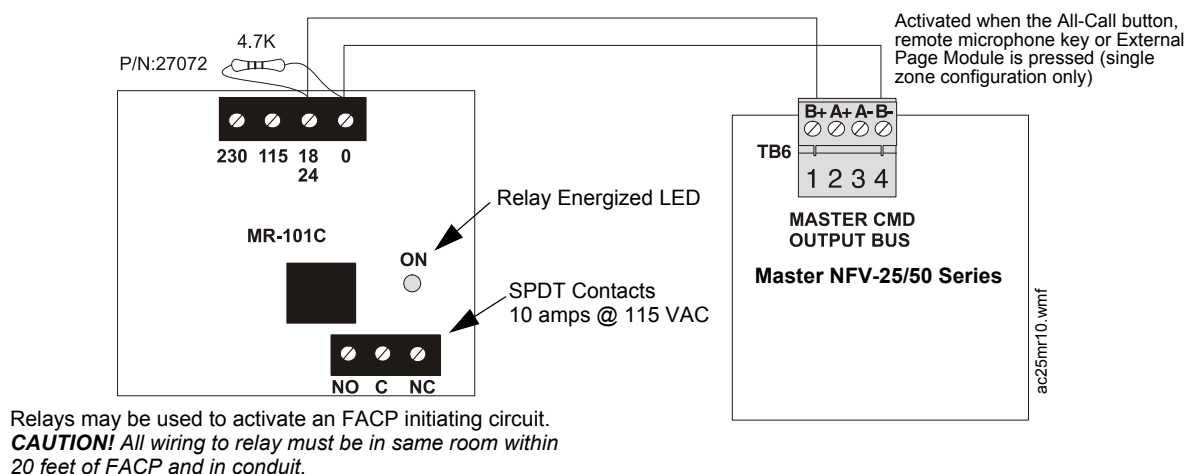 Activated when the All-Call button,
remote microphone key or External
Page Module is pressed (single
zone configuration only)
4.7K
P/N:27072
B+ A+ A- B-
TB6
1 2 3 4
230 115 18 0
24
MASTER CMD
OUTPUT BUS
Relay Energized LED
MR-101C
ON
Master NFV-25/50 Series
SPDT Contacts
10 amps @ 115 VAC
NO C NC
ac25mr10.wmf
Relays may be used to activate an FACP initiating circuit.
CAUTION! All wiring to relay must be in same room within
20 feet of FACP and in conduit.